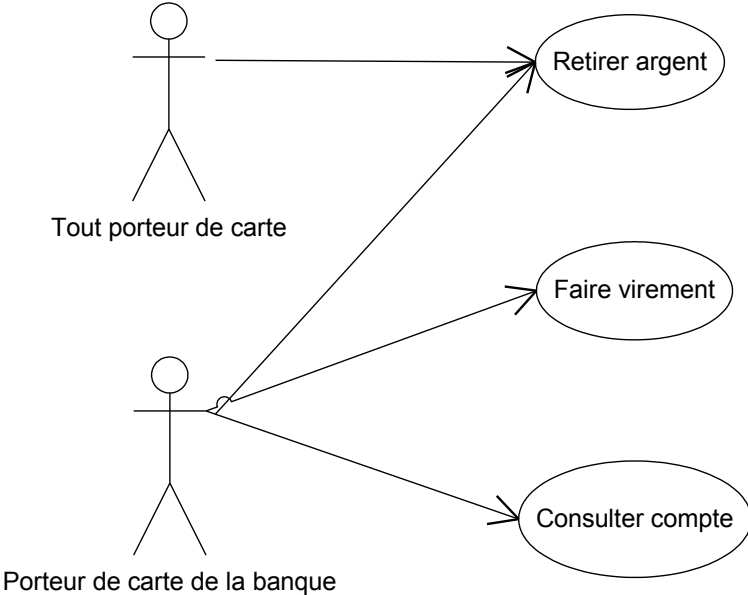 Retirer argent
Tout porteur de carte
Faire virement
Consulter compte
Porteur de carte de la banque